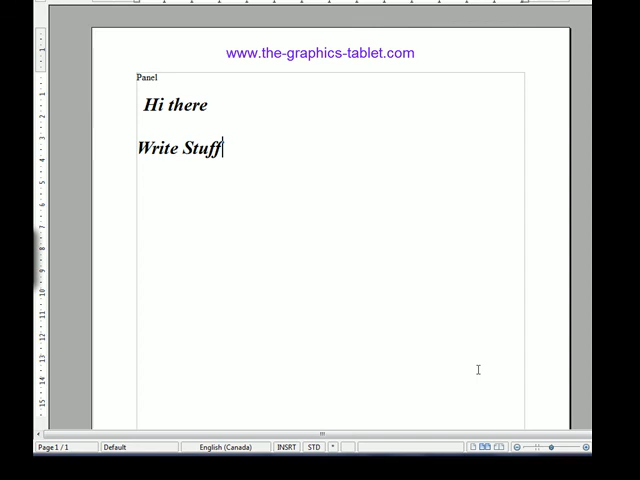 www.the-graphics-tablet.com
Panel
Hi there
Write Stuff
Page 1 / 1 Default English (Canada) INSRT STD *